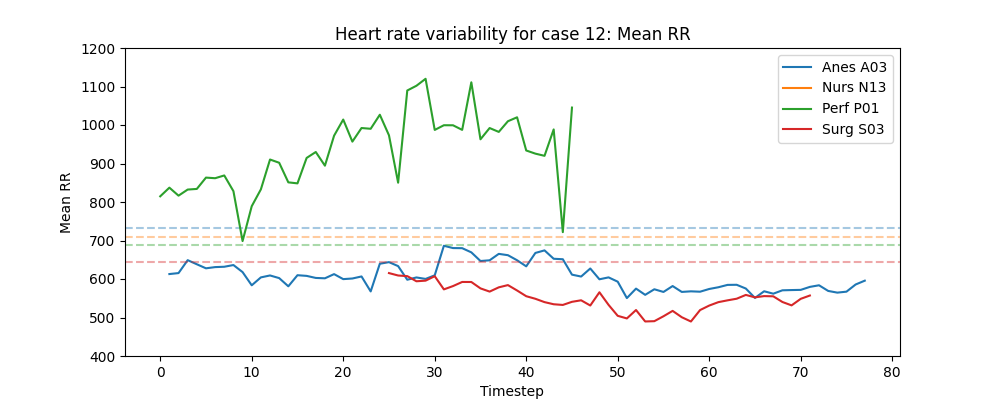 Heart rate variability for case 12: Mean RR
Mean RR
1200
1100
1000
900
800
700
600
500
400
Anes A03
Nurs N13
Perf P01
Surg S03
0 10 20 30 40 50 60 70 80
Timestep